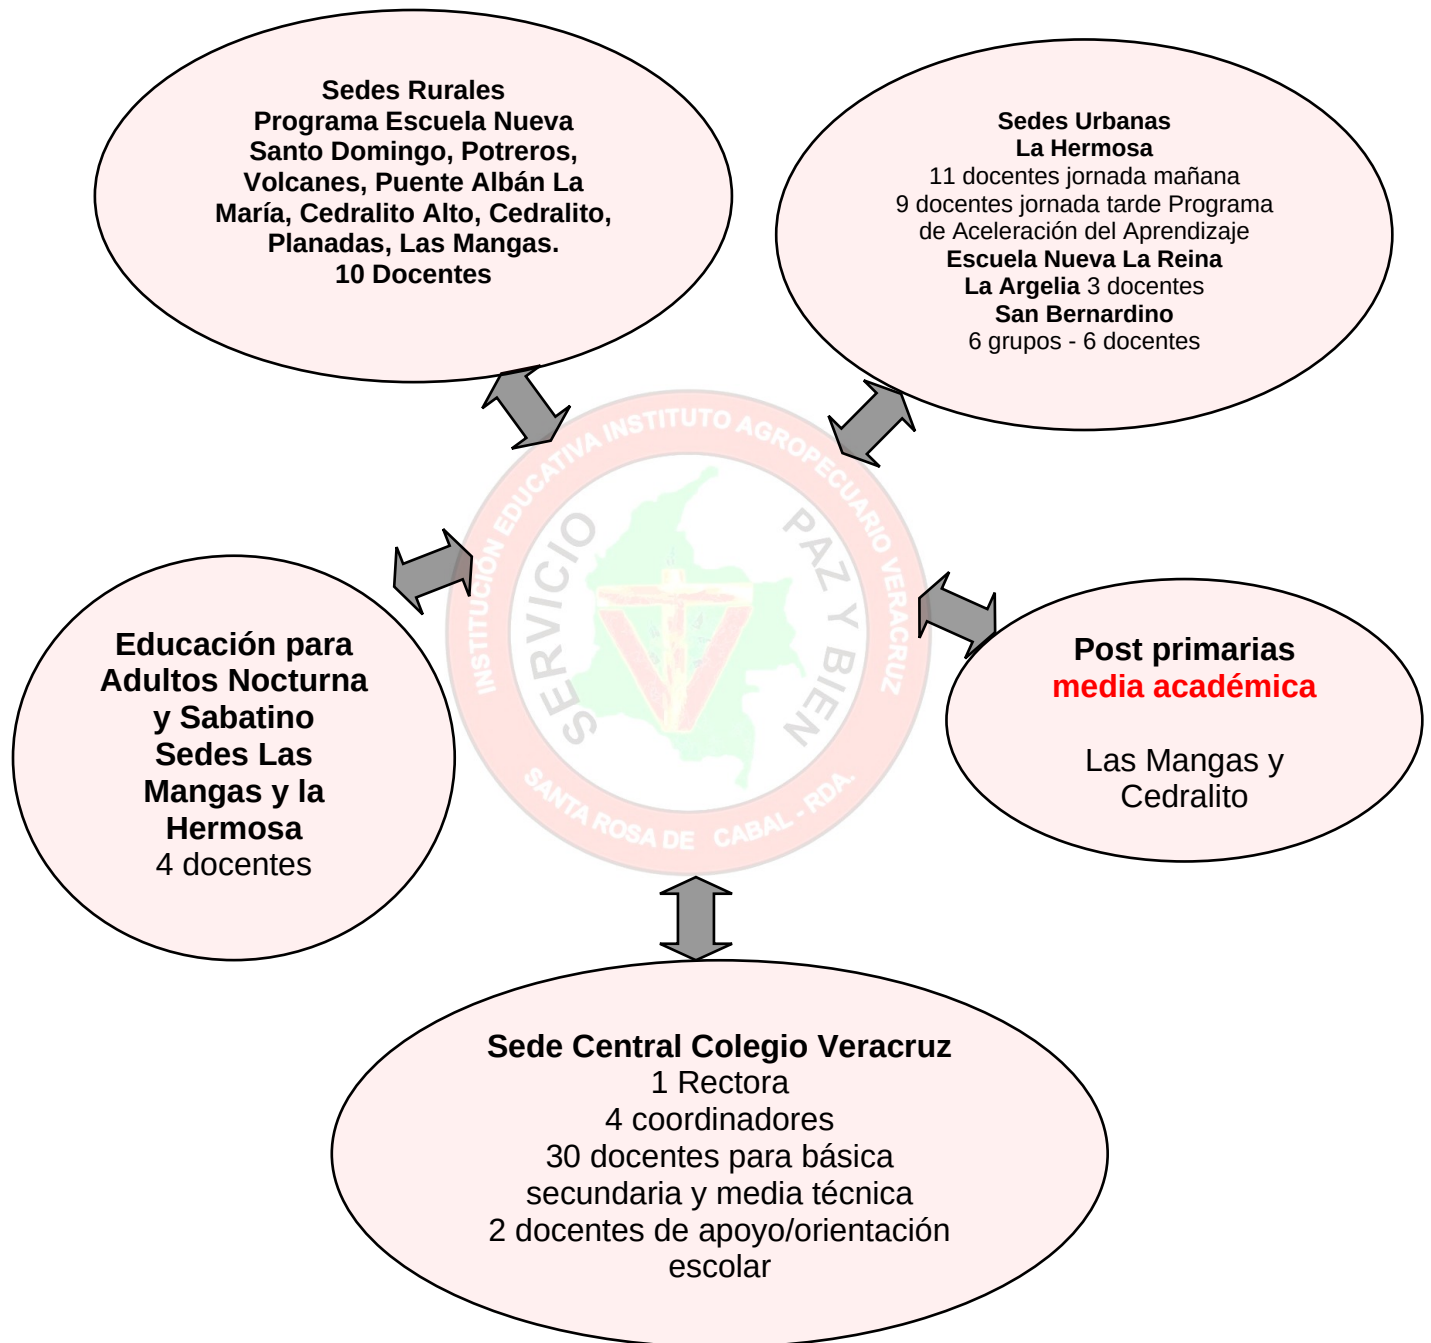 Sedes Rurales
Programa Escuela Nueva
Santo Domingo, Potreros,
Volcanes, Puente Albán La
María, Cedralito Alto, Cedralito,
Planadas, Las Mangas.
10 Docentes
Sedes Urbanas
La Hermosa
11 docentes jornada mañana
9 docentes jornada tarde Programa
de Aceleración del Aprendizaje
Escuela Nueva La Reina
La Argelia 3 docentes
San Bernardino
6 grupos - 6 docentes
INSTITUCIÓN EDUCATIVA INSTITUTO AGROPECUARIO VERACRUZ
SERVICIO
PAZ Y BIEN
SANTA ROSA DE CABAL - RDA.
Educación para
Adultos Nocturna
y Sabatino
Sedes Las
Mangas y la
Hermosa
4 docentes
Post primarias
media académica
Las Mangas y
Cedralito
Sede Central Colegio Veracruz
1 Rectora
4 coordinadores
30 docentes para básica
secundaria y media técnica
2 docentes de apoyo/orientación
escolar